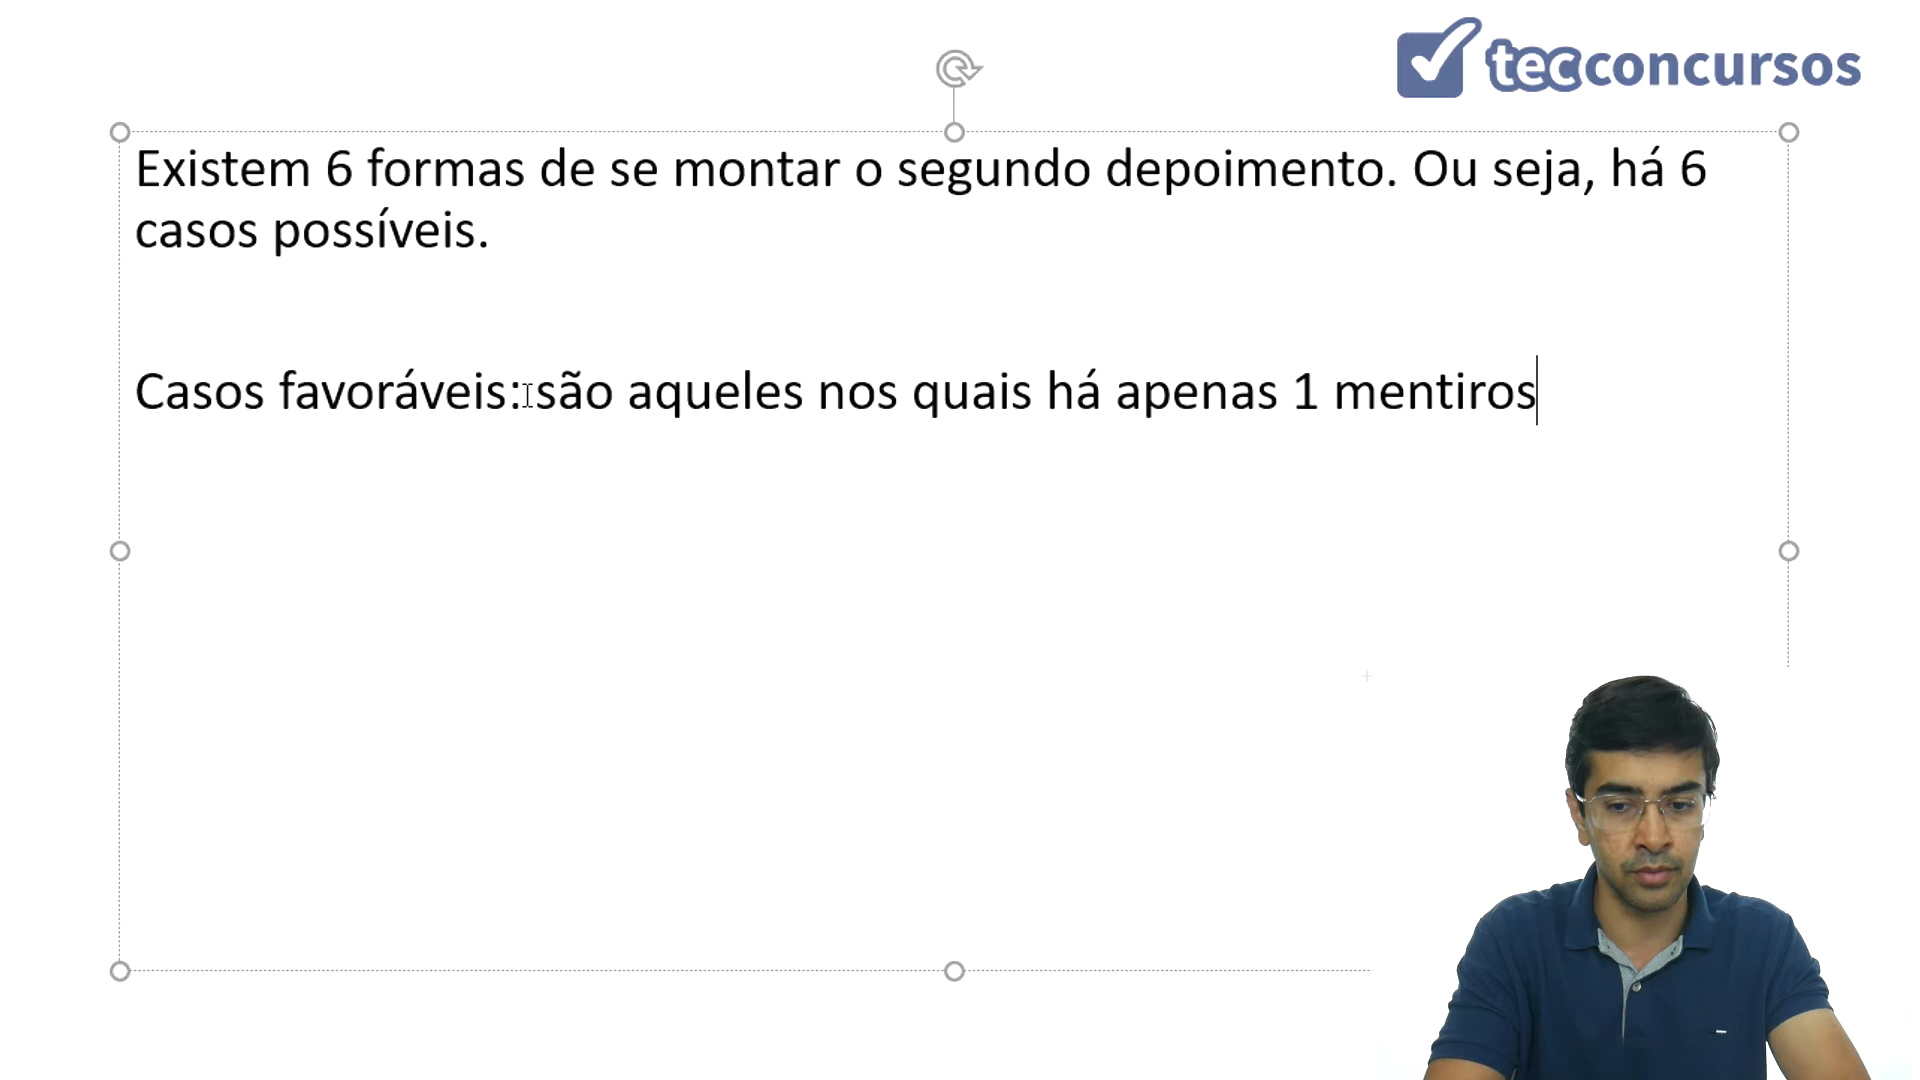 tecconcursos
Existem 6 formas de se montar o segundo depoimento. Ou seja, há 6
casos possíveis.
Casos favoráveis: são aqueles nos quais há apenas 1 mentiros